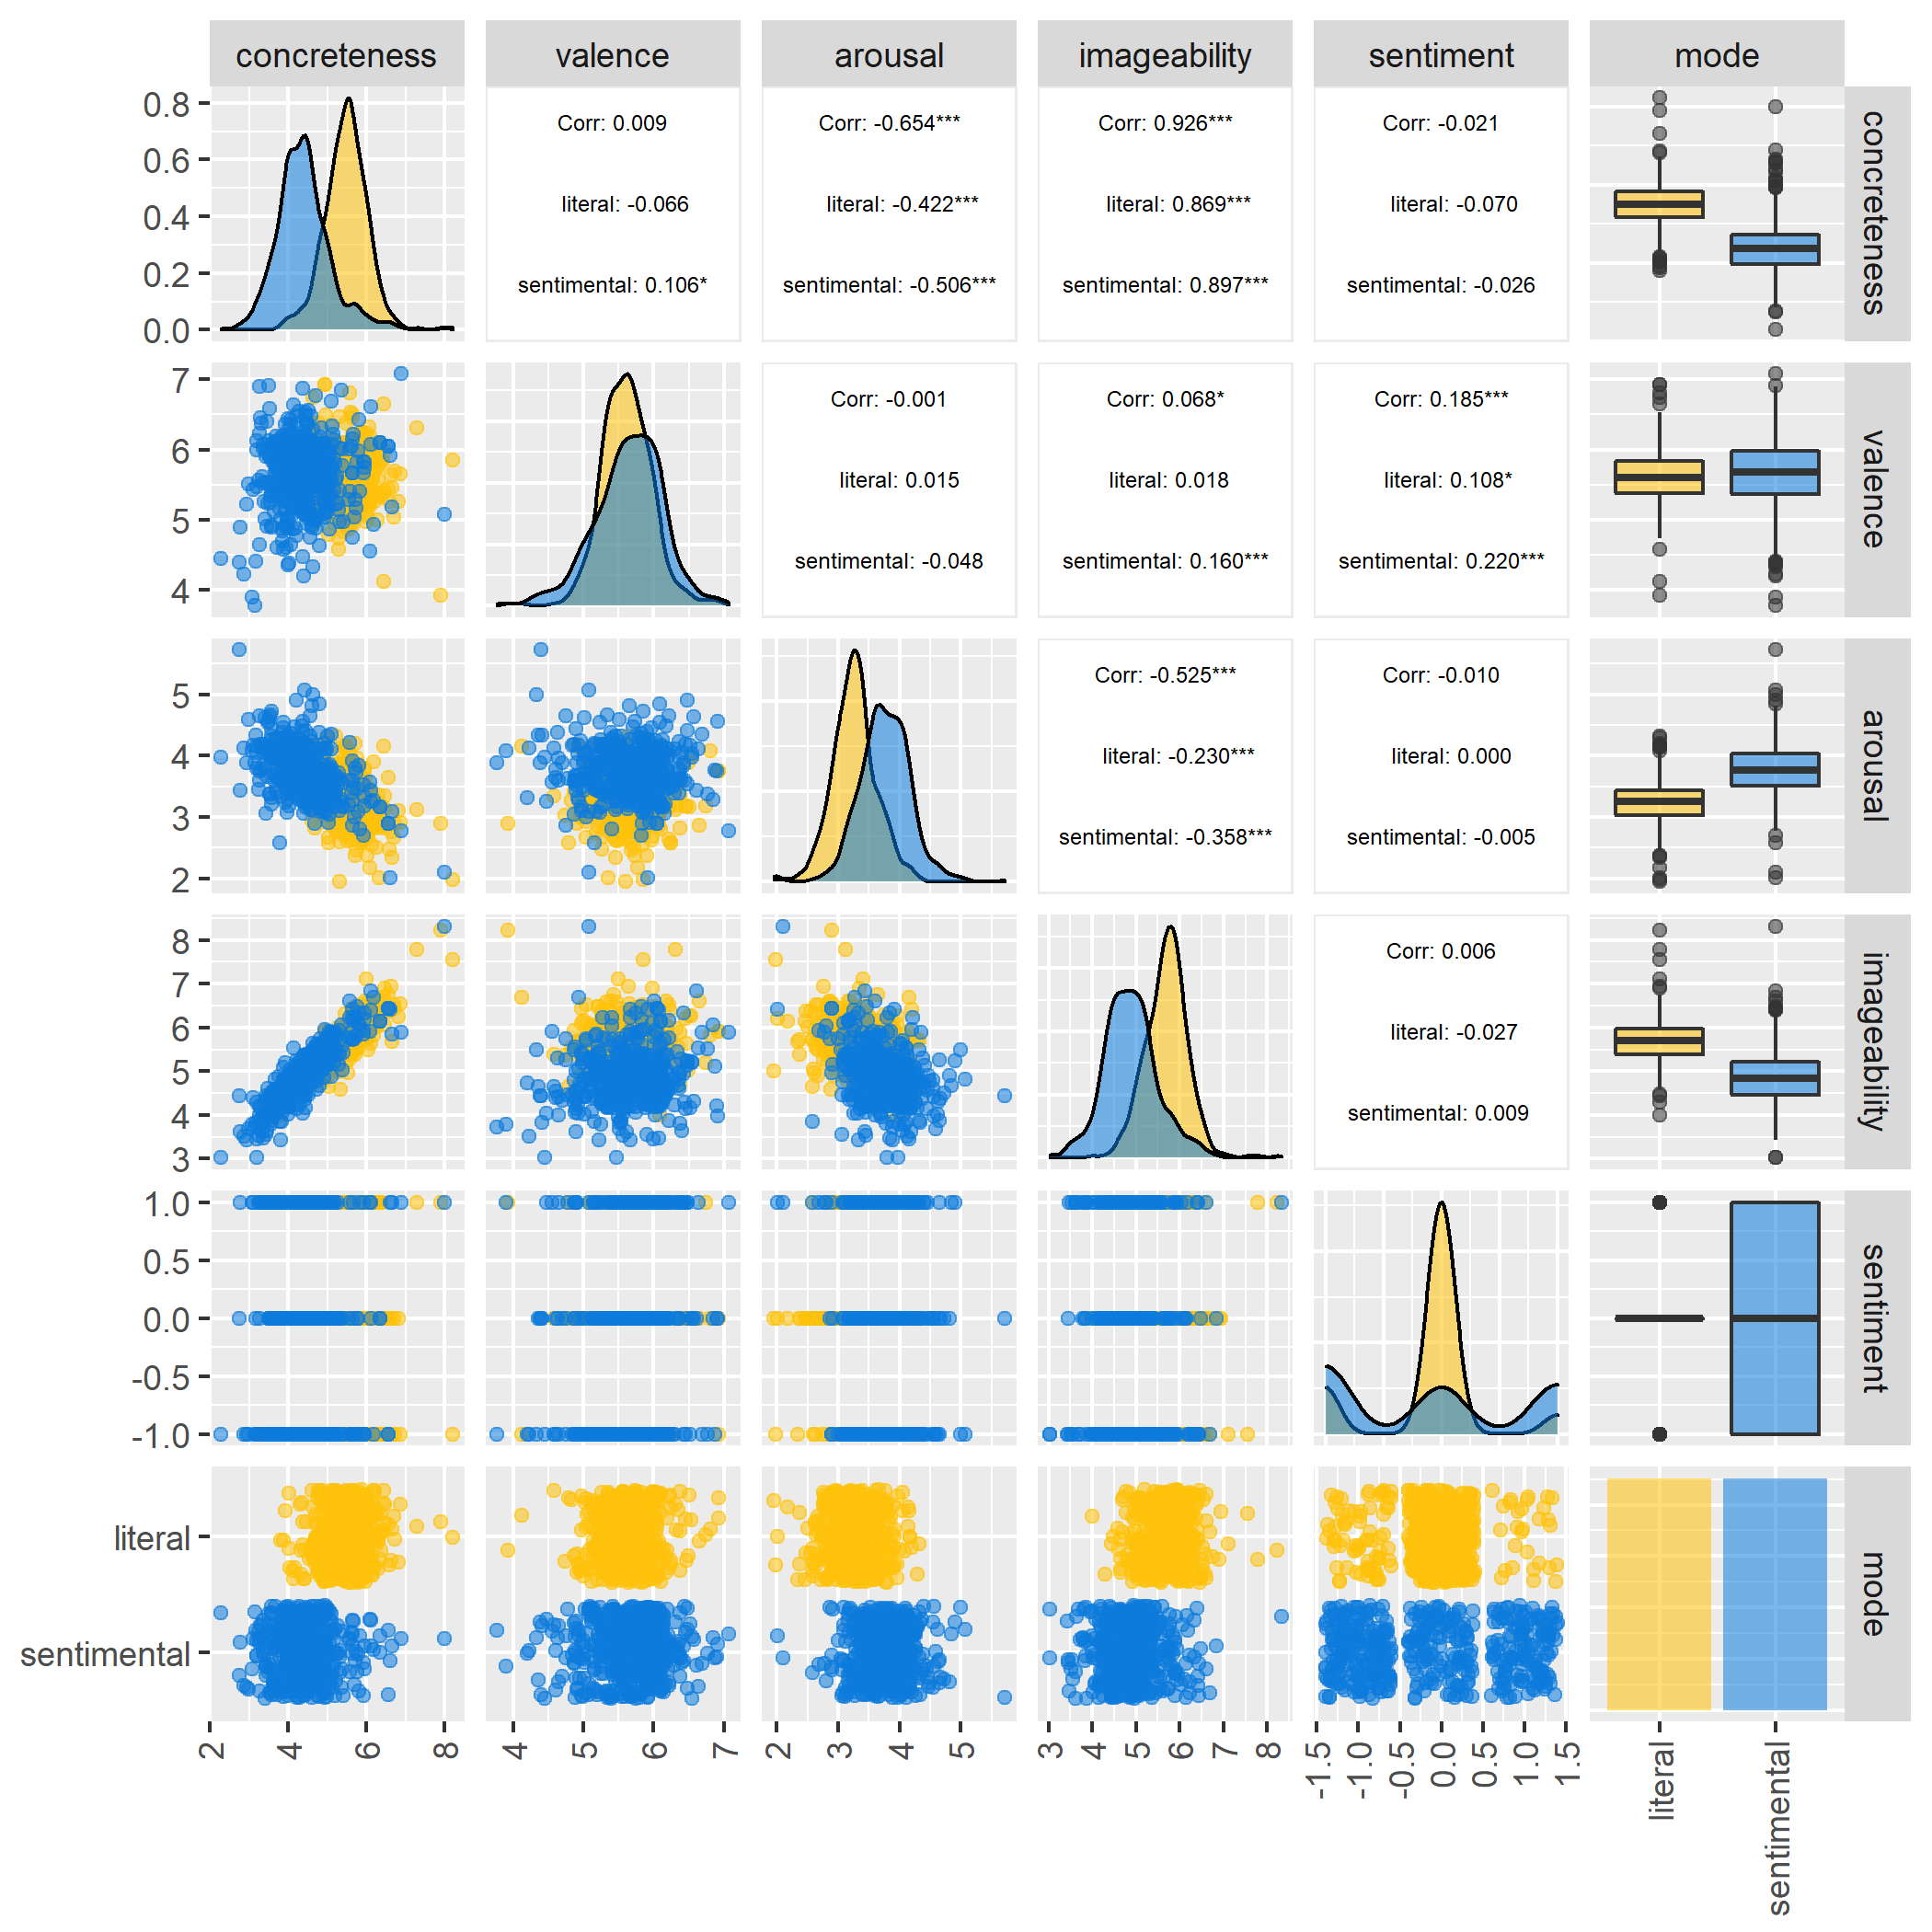 concreteness valence arousal imageability sentiment mode
0.8
0.6
0.4
0.2
0.0
Corr: 0.009
literal: -0.066
sentimental: 0.106*
Corr: -0.654***
literal: -0.422***
sentimental: -0.506***
Corr: 0.926***
literal: 0.869***
sentimental: 0.897***
Corr: -0.021
literal: -0.070
sentimental: -0.026
concreteness
7
6
5
4
Corr: -0.001
literal: 0.015
sentimental: -0.048
Corr: 0.068*
literal: 0.018
sentimental: 0.160***
Corr: 0.185***
literal: 0.108*
sentimental: 0.220***
valence
5
4
3
2
Corr: -0.525***
literal: -0.230***
sentimental: -0.358***
Corr: -0.010
literal: 0.000
sentimental: -0.005
arousal
8
7
6
5
4
3
Corr: 0.006
literal: -0.027
sentimental: 0.009
imageability
1.0
0.5
0.0
-0.5
-1.0
sentiment
literal
sentimental
mode
2 4 6 8
4 5 6 7
2 3 4 5
3 4 5 6 7 8
-1.5 -1.0 -0.5 0.0 0.5 1.0 1.5
literal
sentimental